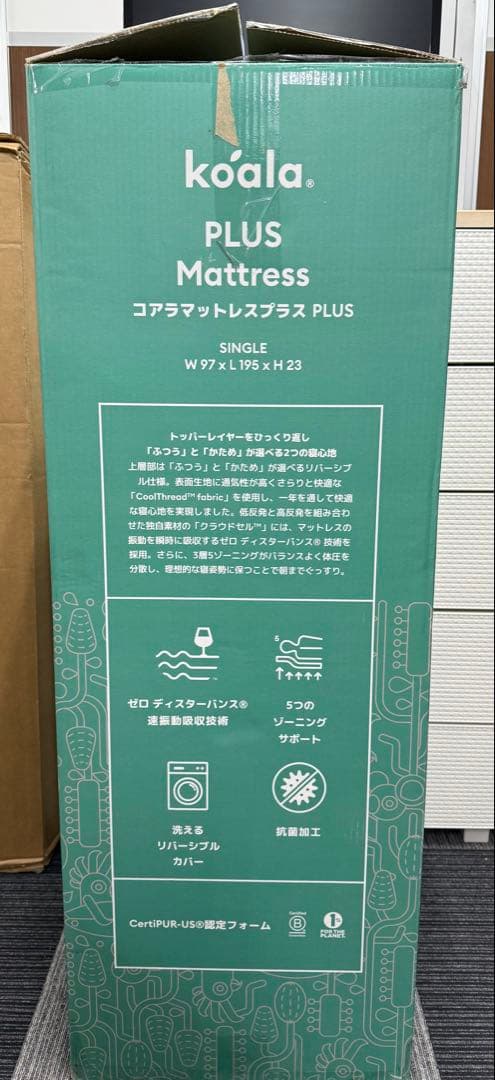 koala®
PLUS
Mattress
コアラマットレスプラス PLUS
SINGLE
W 97 x L 195 x H 23
トッパーレイヤーをひっくり返し
「ふつう」と「かため」が選べる2つの寝心地
上層部は「ふつう」と「かため」が選べるリバーシブ
ル仕様。表面生地に通気性が高くさらりと快適な
「CoolThread™ fabric」を使用し、一年を通して快適
な寝心地を実現しました。低反発と高反発を組み合わ
せた独自素材の「クラウドセル™」には、マットレスの
振動を瞬時に吸収するゼロ ディスターバンス® 技術を
採用。さらに、3層5ゾーニングがバランスよく体圧を
分散し、理想的な寝姿勢に保つことで朝までぐっすり。
5
ゼロ ディスターバンス®
速振動吸収技術
5つの
ゾーニング
サポート
洗える
リバーシブル
カバー
抗菌加工
CertiPUR-US®認定フォーム
Certified
B
Corporation
1%
FOR THE
PLANET.